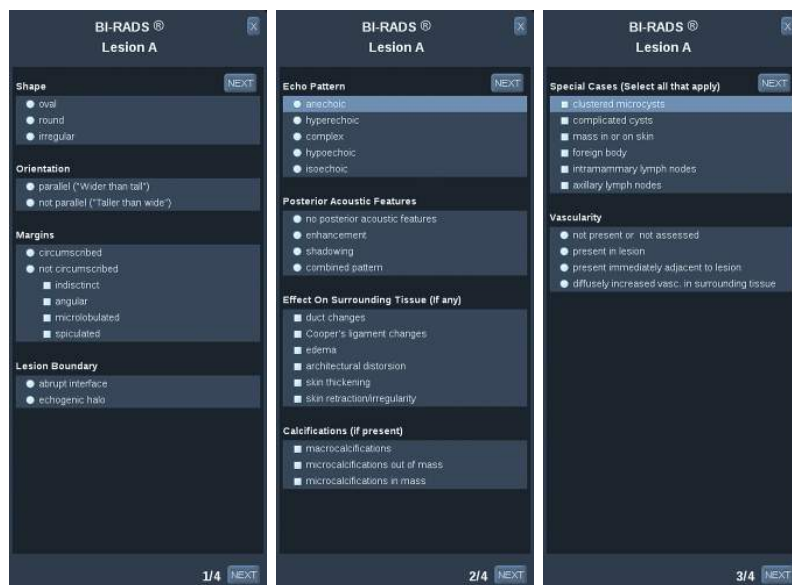 BI-RADS ®
X
Lesion A
NEXT
Shape
oval
round
irregular
Orientation
parallel ("Wider than tall")
not parallel ("Taller than wide")
Margins
circumscribed
not circumscribed
indisctinct
angular
microlobulated
spiculated
Lesion Boundary
abrupt interface
echogenic halo
1/4 NEXT
BI-RADS ®
X
Lesion A
NEXT
Echo Pattern
anechoic
hyperechoic
complex
hypoechoic
isoechoic
Posterior Acoustic Features
no posterior acoustic features
enhancement
shadowing
combined pattern
Effect On Surrounding Tissue (If any)
duct changes
Cooper's ligament changes
edema
architectural distorsion
skin thickening
skin retraction/irregularity
Calcifications (if present)
macrocalcifications
microcalcifications out of mass
microcalcifications in mass
2/4 NEXT
BI-RADS ®
X
Lesion A
NEXT
Special Cases (Select all that apply)
clustered microcysts
complicated cysts
mass in or on skin
foreign body
intramammary lymph nodes
axillary lymph nodes
Vascularity
not present or not assessed
present in lesion
present immediately adjacent to lesion
diffusely increased vasc. in surrounding tissue
3/4 NEXT